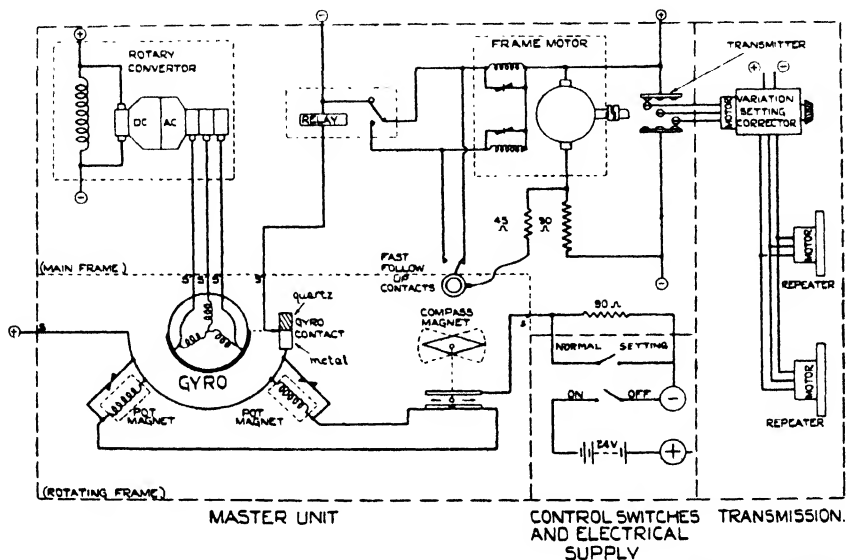 ROTARY
CONVERTOR
DC
AC
RELAY
FRAME MOTOR
TRANSMITTER
MOTOR
VARIATION
SETTING
CORRECTOR
45
Ω
90
Ω
(MAIN FRAME)
S
S
S
S
FAST
FOLLOW
UP
CONTACTS
MOTOR
REPEATER
quartz
GYRO
CONTACT
metal
COMPASS
MAGNET
S
S
90 Ω
NORMAL SETTING
GYRO
POT
MAGNET
POT
MAGNET
ON OFF
24V
MOTOR
REPEATER
(ROTATING FRAME)
MASTER UNIT
CONTROL SWITCHES
AND ELECTRICAL
SUPPLY
TRANSMISSION.